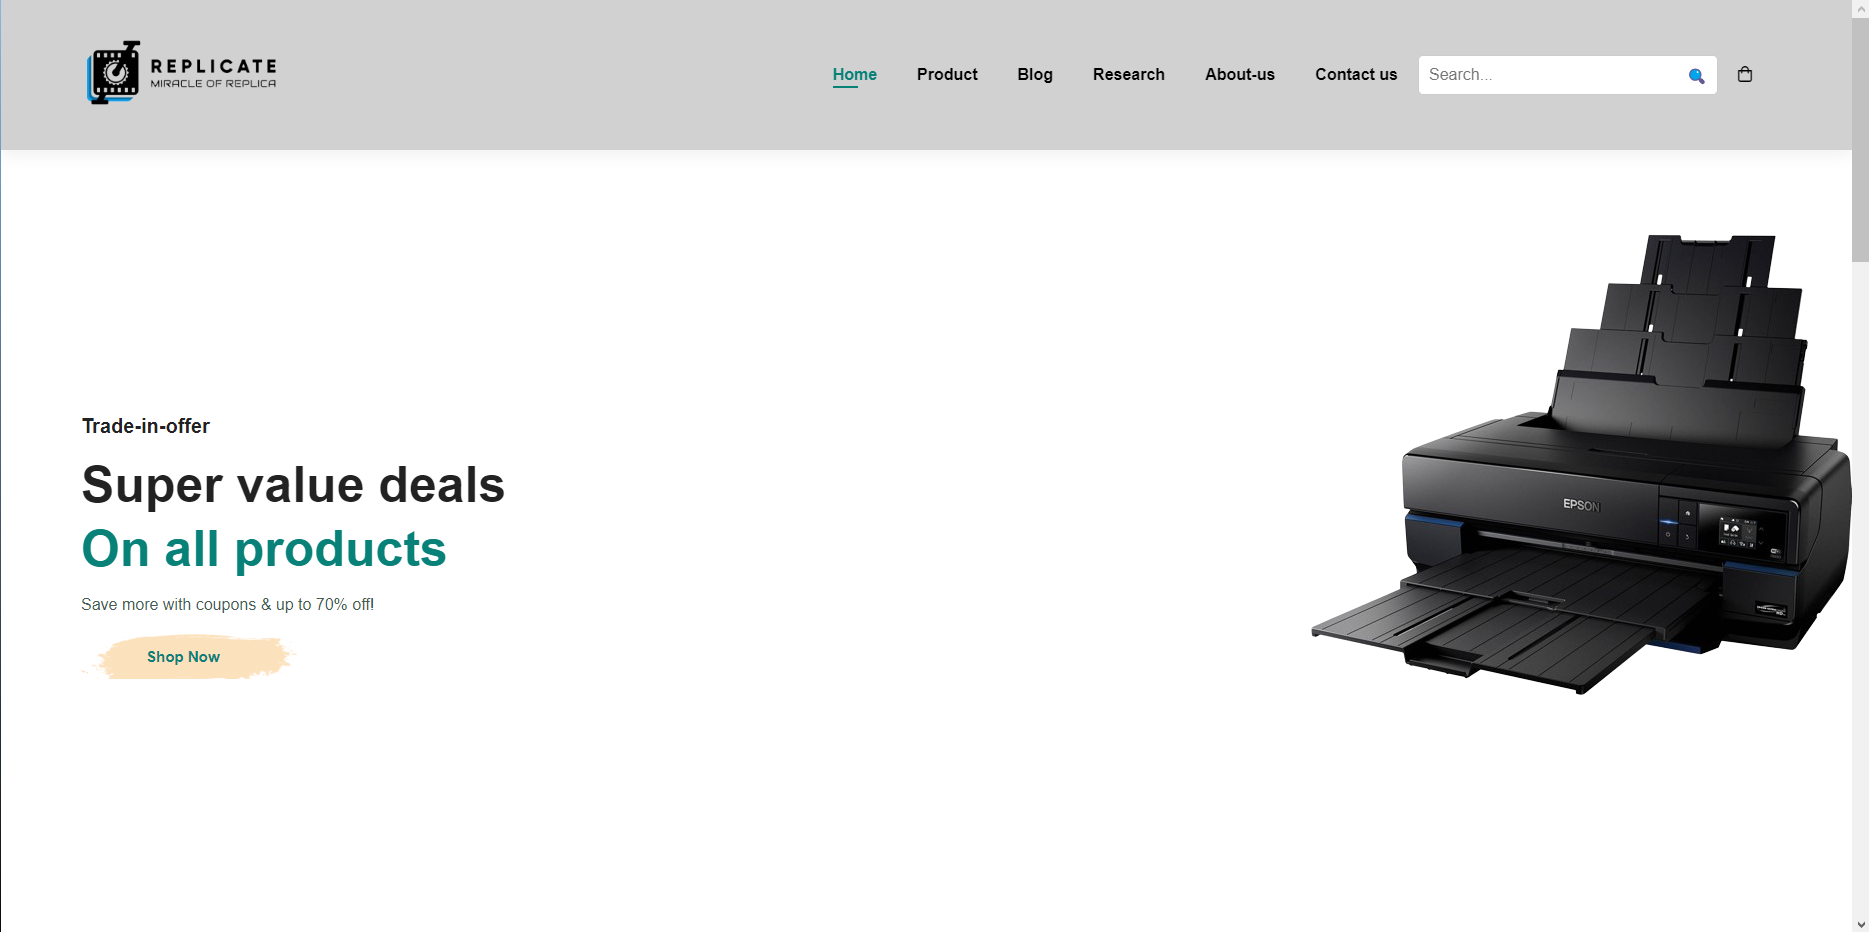 REPLICATE
MIRACLE OF REPLICA
Home Product Blog Research About-us Contact us Search...
Trade-in-offer
Super value deals
On all products
Save more with coupons & up to 70% off!
Shop Now
EPSON